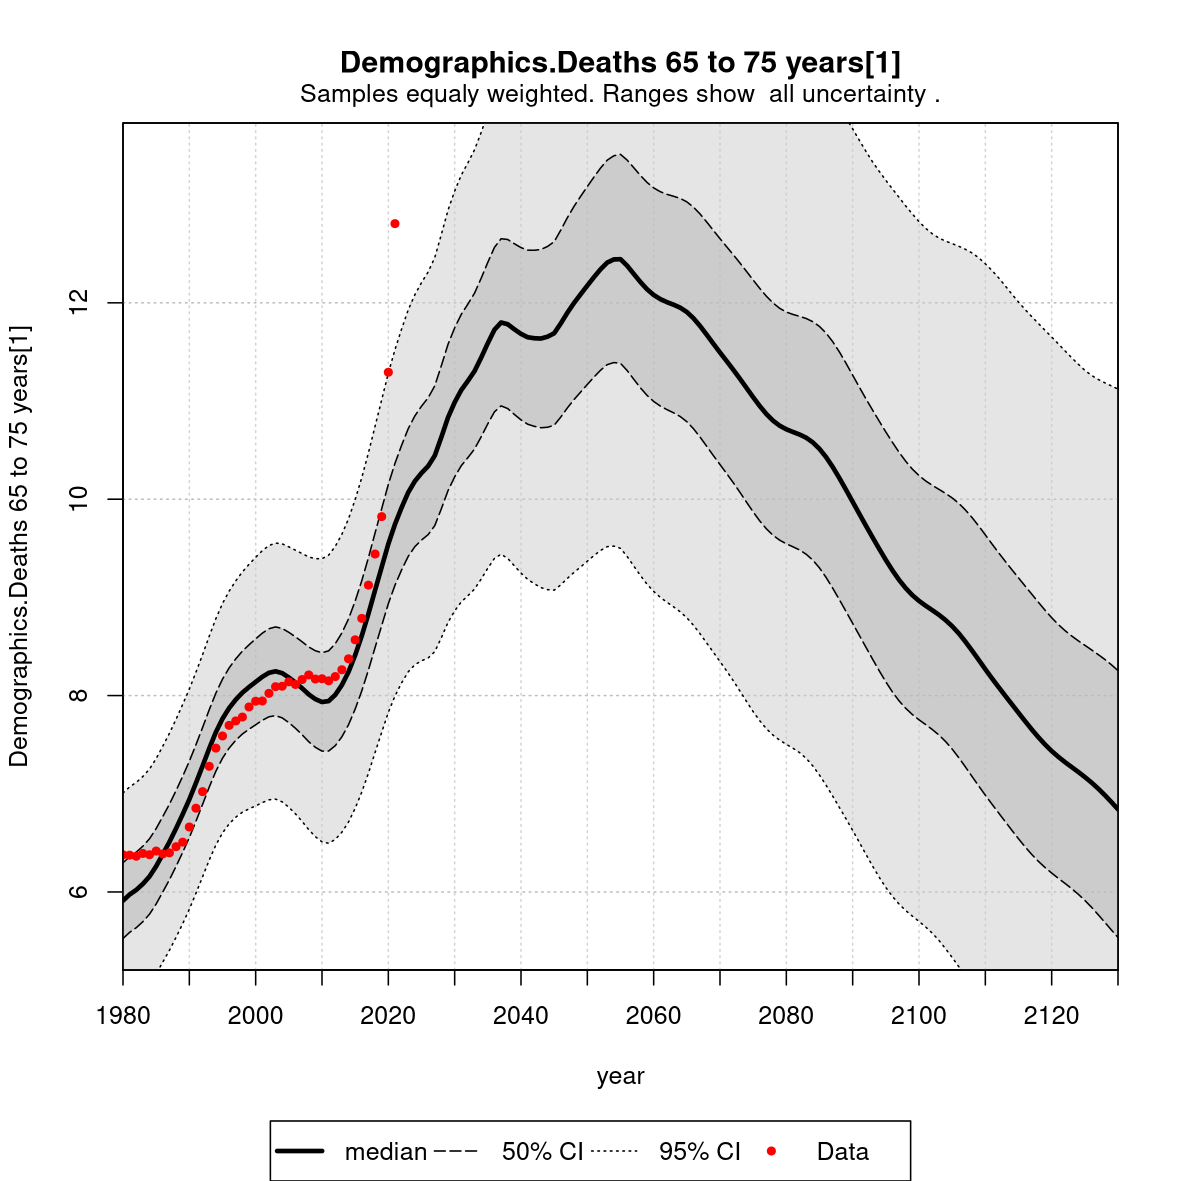 Demographics.Deaths 65 to 75 years[1]
Samples equaly weighted. Ranges show  all uncertainty .
Demographics.Deaths 65 to 75 years[1]
12
10
8
6
1980 2000 2020 2040 2060 2080 2100 2120
year
median 50% CI 95% CI Data